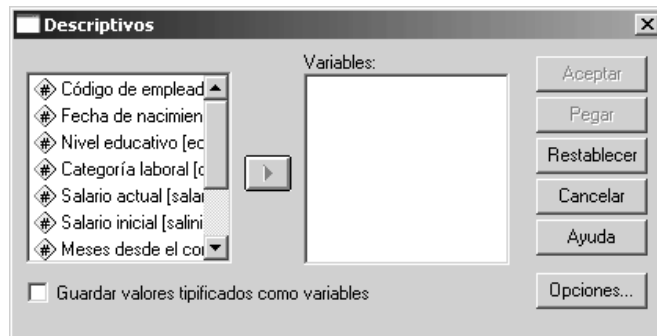 Descriptivos
Código de emplead
Fecha de nacimien
Nivel educativo [ed
Categoría laboral [c
Salario actual [salar
Salario inicial [salini
Meses desde el con
Variables:
Aceptar
Pegar
Restablecer
Cancelar
Ayuda
Guardar valores tipificados como variables
Opciones...